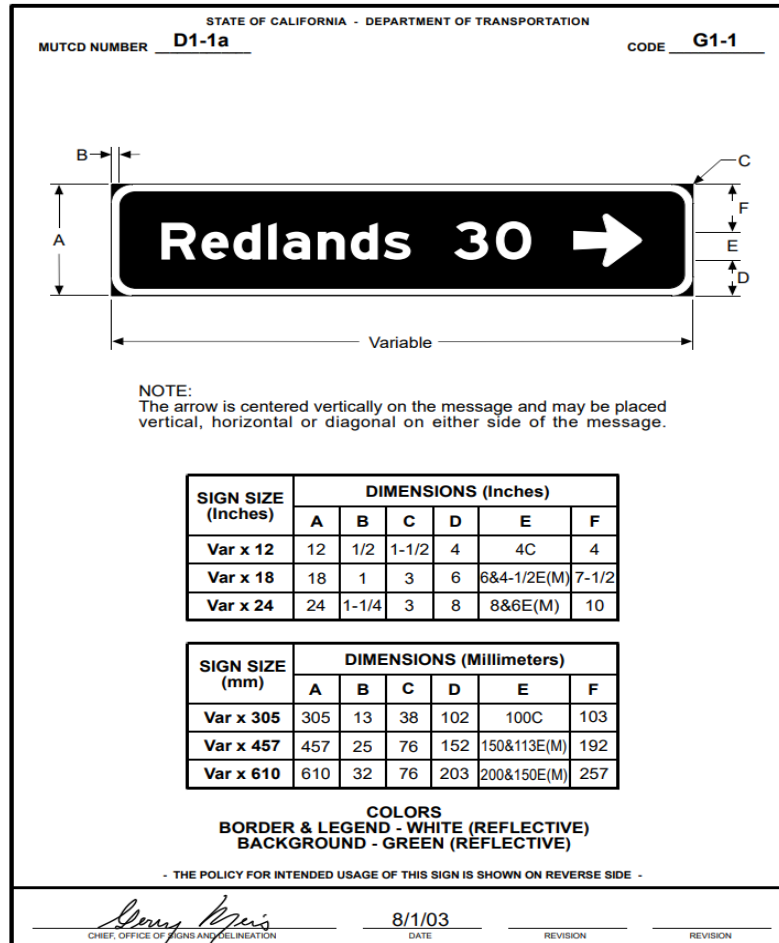 STATE OF CALIFORNIA - DEPARTMENT OF TRANSPORTATION
MUTCD NUMBER D1-1a CODE G1-1
B
C
A
F
E
D
Redlands 30
Variable
NOTE:
The arrow is centered vertically on the message and may be placed
vertical, horizontal or diagonal on either side of the message.
SIGN SIZE (Inches) DIMENSIONS (Inches)
A B C D E F
Var x 12 12 1/2 1-1/2 4 4C 4
Var x 18 18 1 3 6 6&4-1/2E(M) 7-1/2
Var x 24 24 1-1/4 3 8 8&6E(M) 10
SIGN SIZE (mm) DIMENSIONS (Millimeters)
A B C D E F
Var x 305 305 13 38 102 100C 103
Var x 457 457 25 76 152 150&113E(M) 192
Var x 610 610 32 76 203 200&150E(M) 257
COLORS
BORDER & LEGEND - WHITE (REFLECTIVE)
BACKGROUND - GREEN (REFLECTIVE)
- THE POLICY FOR INTENDED USAGE OF THIS SIGN IS SHOWN ON REVERSE SIDE -
Gerry Meis 8/1/03
CHIEF, OFFICE OF SIGNS AND DELINEATION DATE REVISION REVISION